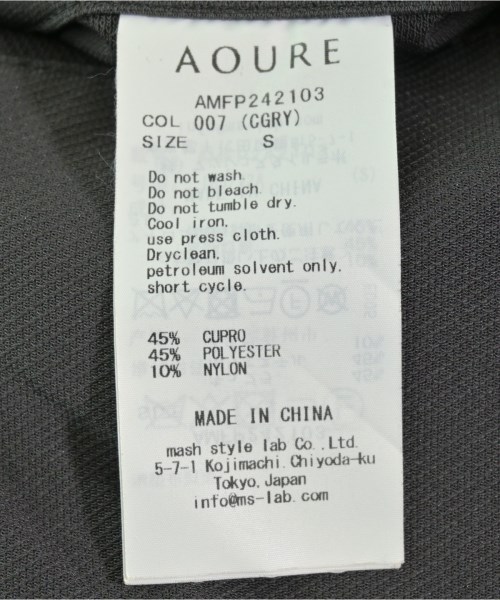 AOURE
AMFP242103
COL 007 (CGRY)
SIZE S
Do not wash.
Do not bleach.
Do not tumble dry.
Cool iron.
use press cloth.
Dryclean.
petroleum solvent only.
short cycle.
45% CUPRO
45% POLYESTER
10% NYLON
MADE IN CHINA
mash style lab Co.,Ltd.
5-7-1 Kojimachi.Chiyoda-ku
Tokyo.Japan
info@ms-lab.com